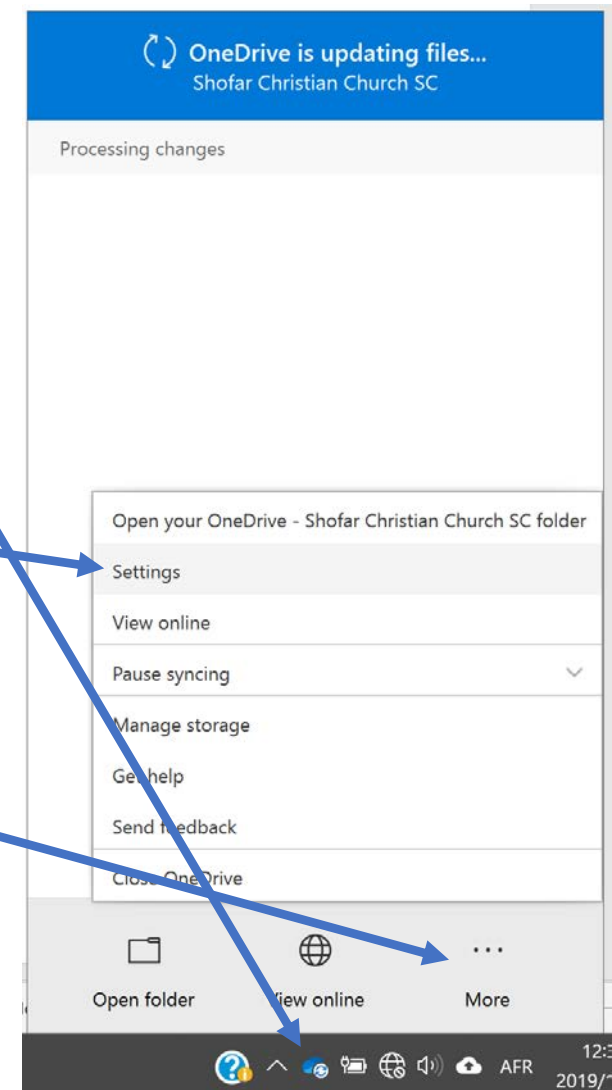 OneDrive is updating files...
Shofar Christian Church SC
Processing changes
Open your OneDrive - Shofar Christian Church SC folder
Settings
View online
Pause syncing
Manage storage
Get help
Send feedback
Close OneDrive
Open folder
View online
More
AFR